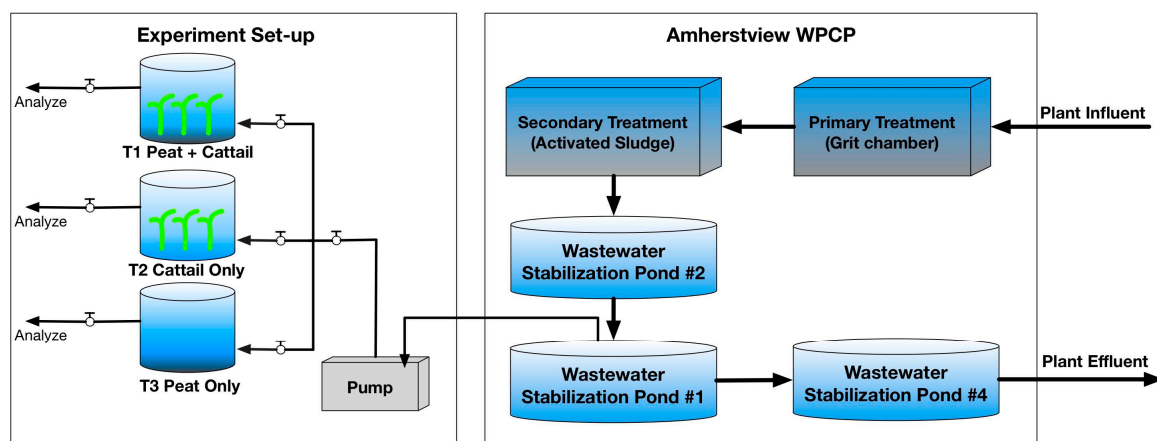 Experiment Set-up
Analyze
T1 Peat + Cattail
Analyze
T2 Cattail Only
Analyze
T3 Peat Only
Pump
Amherstview WPCP
Secondary Treatment
(Activated Sludge)
Primary Treatment
(Grit chamber)
Plant Influent
Wastewater
Stabilization Pond #2
Wastewater
Stabilization Pond #1
Wastewater
Stabilization Pond #4
Plant Effluent